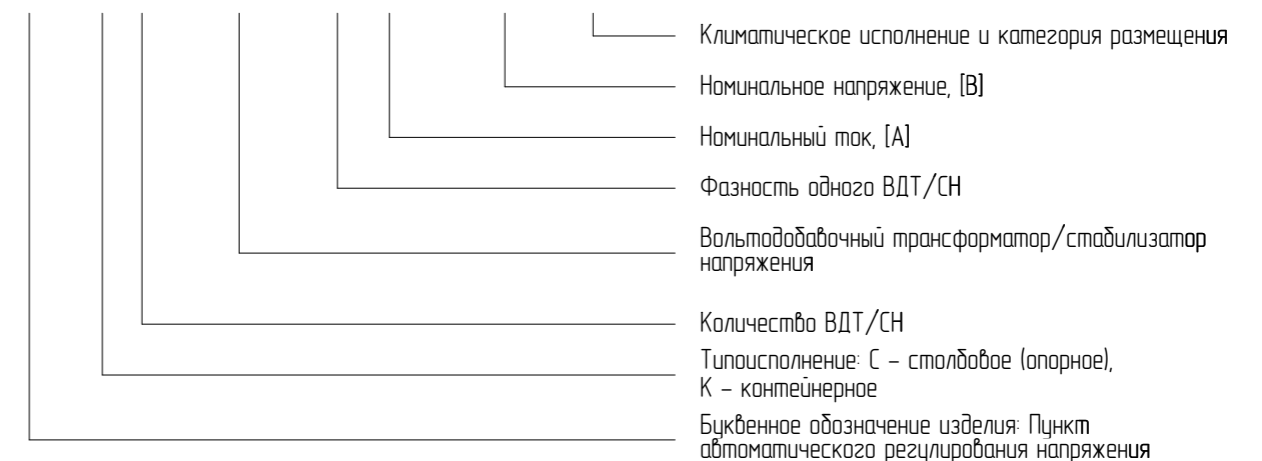 Климатическое исполнение и категория размещения
Номинальное напряжение, [В]
Номинальный ток, [А]
Фазность одного ВДТ/СН
Вольтодобавочный трансформатор/стабилизатор
напряжения
Количество ВДТ/СН
Типоисполнение: С – столбовое (опорное),
К – контейнерное
Буквенное обозначение изделия: Пункт
автоматического регулирования напряжения